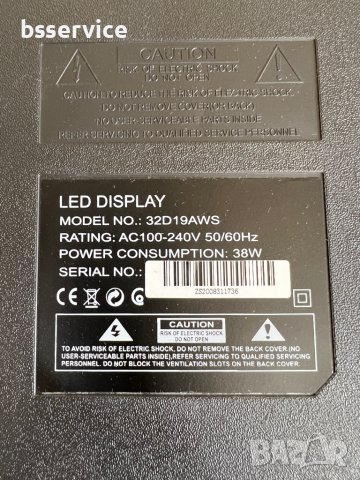 bsservice
CAUTION
RISK OF ELECTRIC SHOCK
DO NOT OPEN
CAUTION:TO REDUCE THE RISK OF ELECTRIC SHOCK.
DO NOT REMOVE COVER(OR BACK)
NO USER-SERVICEABLE PARTS INSIDE
REFER SERVICING TO QUALIFIED SERVICE PERSONNEL
LED DISPLAY
MODEL NO.: 32D19AWS
RATING: AC100-240V 50/60Hz
POWER CONSUMPTION: 38W
SERIAL NO.:
ZS2008311736
CAUTION
RISK OF ELECTRIC SHOCK
DO NOT OPEN
TO AVOID RISK OF ELECTRIC SHOCK, DO NOT REMOVE THE BACK COVER.(NO
USER-SERVICEABLE PARTS INSIDE),REFER SERVICING TO QUALIFIED SERVICING
PERSONNEL. DO NOT BLOCK THE VENTILATION SLOTS ON THE BACK COVER.
BAZAR